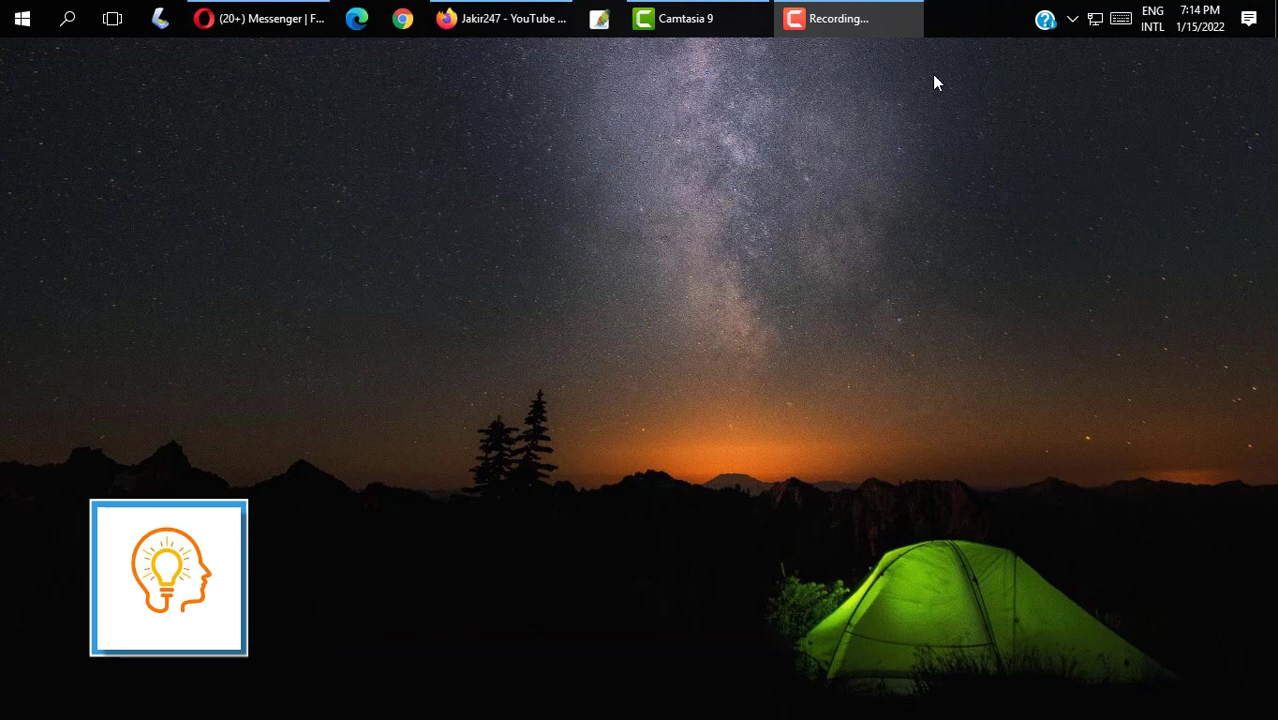 (20+) Messenger | F...
Jakir247 - YouTube ...
Camtasia 9
Recording...
ENG
INTL
7:14 PM
1/15/2022